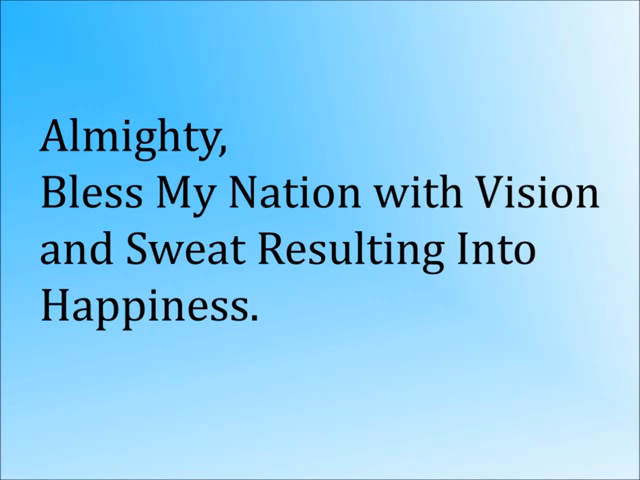 Almighty,
Bless My Nation with Vision
and Sweat Resulting Into
Happiness.